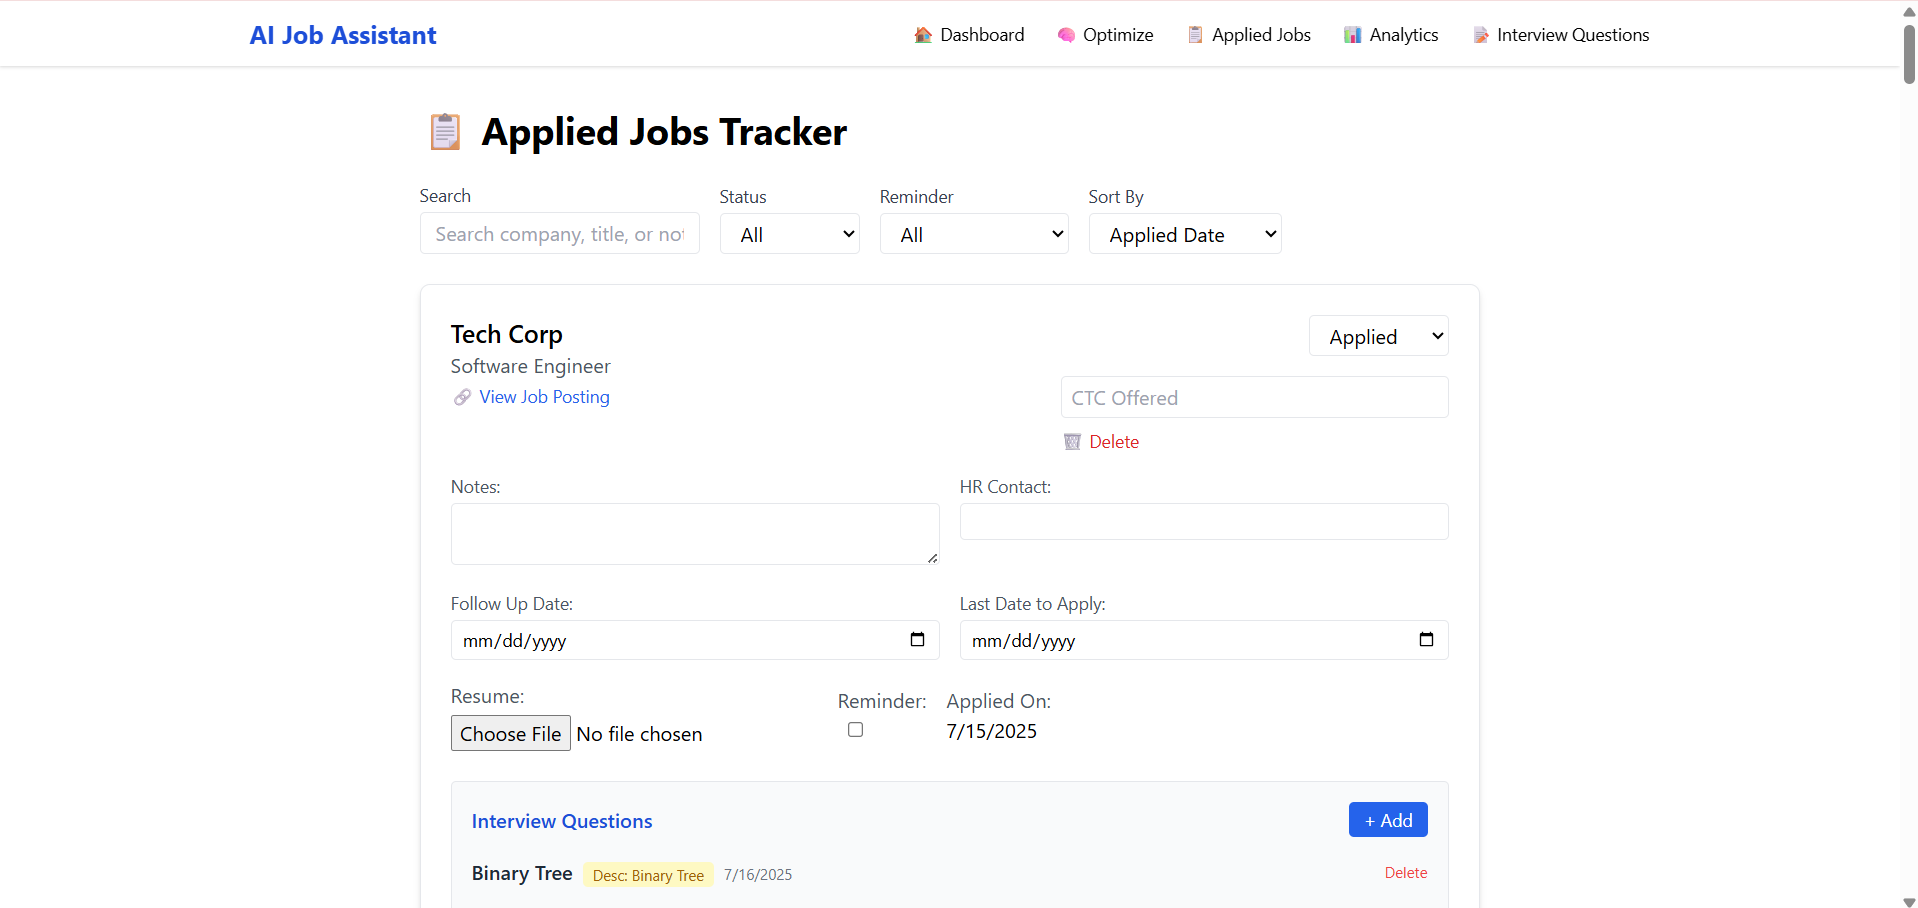 AI Job Assistant
Dashboard
Optimize
Applied Jobs
Analytics
Interview Questions
Applied Jobs Tracker
Search
Status
Reminder
Sort By
Search company, title, or not
All
All
Applied Date
Tech Corp
Applied
Software Engineer
View Job Posting
CTC Offered
Delete
Notes:
HR Contact:
Follow Up Date:
Last Date to Apply:
mm/dd/yyyy
mm/dd/yyyy
Resume:
Reminder:
Applied On:
Choose File No file chosen
7/15/2025
Interview Questions
+ Add
Binary Tree Desc: Binary Tree 7/16/2025
Delete